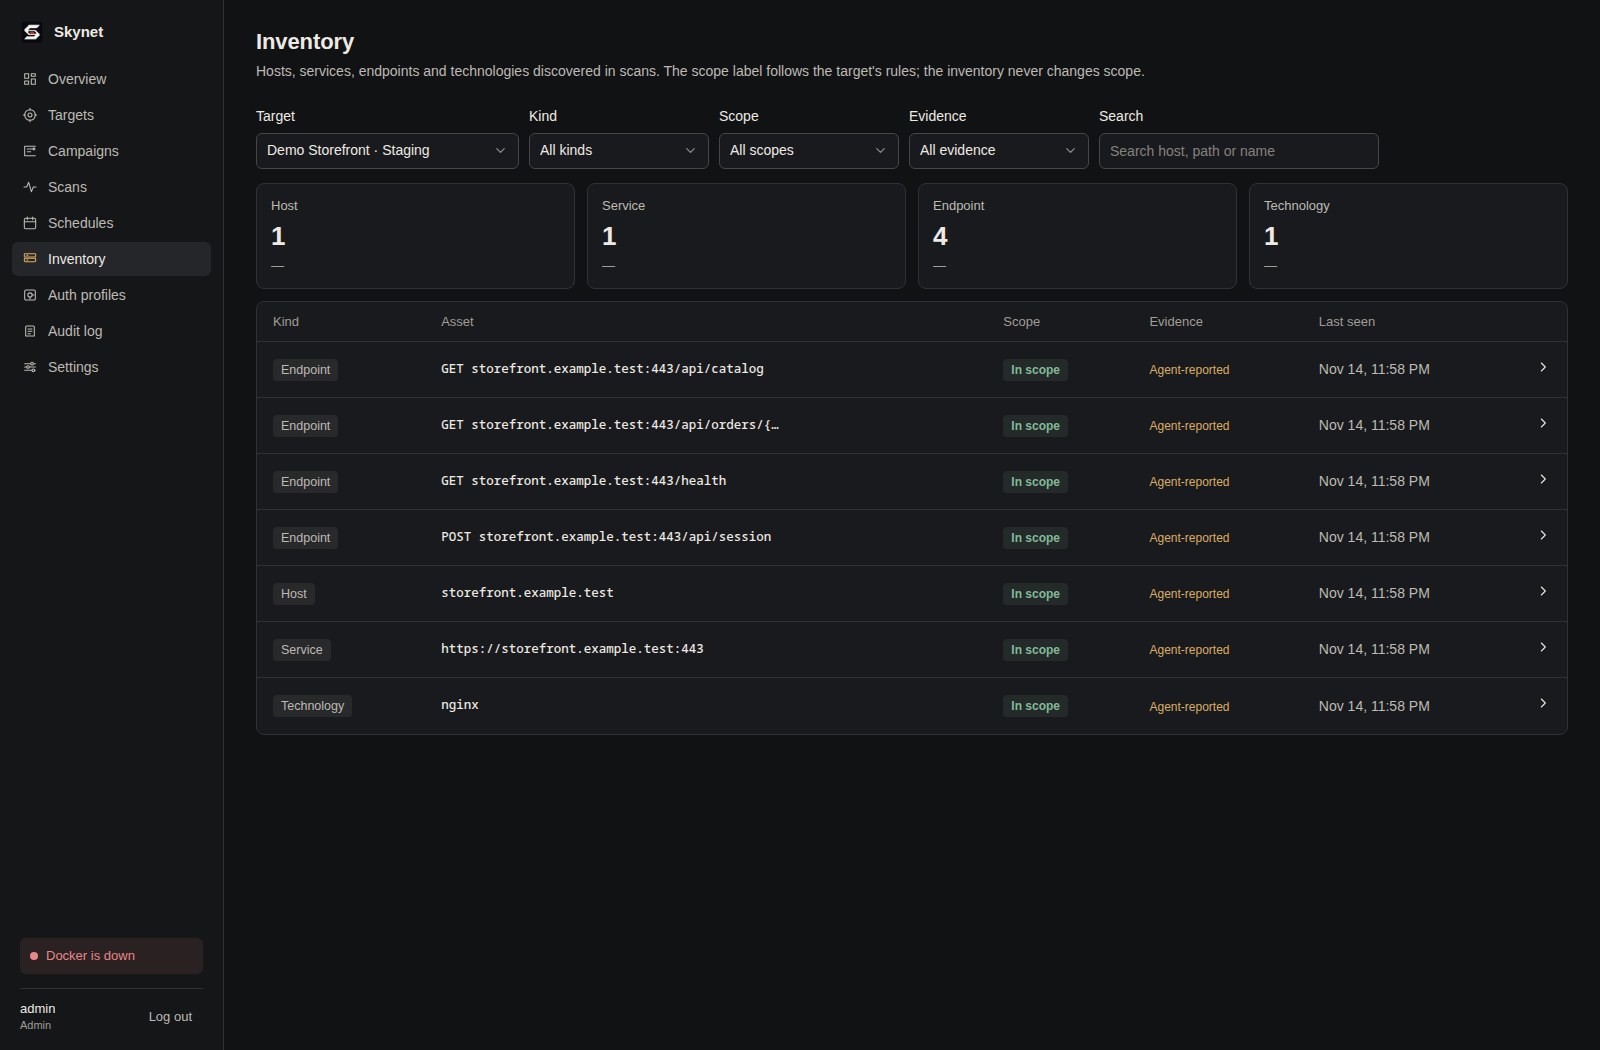 Skynet
Overview
Targets
Campaigns
Scans
Schedules
Inventory
Auth profiles
Audit log
Settings
Docker is down
admin
Admin
Log out
Inventory
Hosts, services, endpoints and technologies discovered in scans. The scope label follows the target's rules; the inventory never changes scope.
Target Kind Scope Evidence Search
Demo Storefront · Staging All kinds All scopes All evidence Search host, path or name
Host Service Endpoint Technology
1 1 4 1
— — — —
Kind Asset Scope Evidence Last seen
Endpoint GET storefront.example.test:443/api/catalog In scope Agent-reported Nov 14, 11:58 PM
Endpoint GET storefront.example.test:443/api/orders/{… In scope Agent-reported Nov 14, 11:58 PM
Endpoint GET storefront.example.test:443/health In scope Agent-reported Nov 14, 11:58 PM
Endpoint POST storefront.example.test:443/api/session In scope Agent-reported Nov 14, 11:58 PM
Host storefront.example.test In scope Agent-reported Nov 14, 11:58 PM
Service https://storefront.example.test:443 In scope Agent-reported Nov 14, 11:58 PM
Technology nginx In scope Agent-reported Nov 14, 11:58 PM